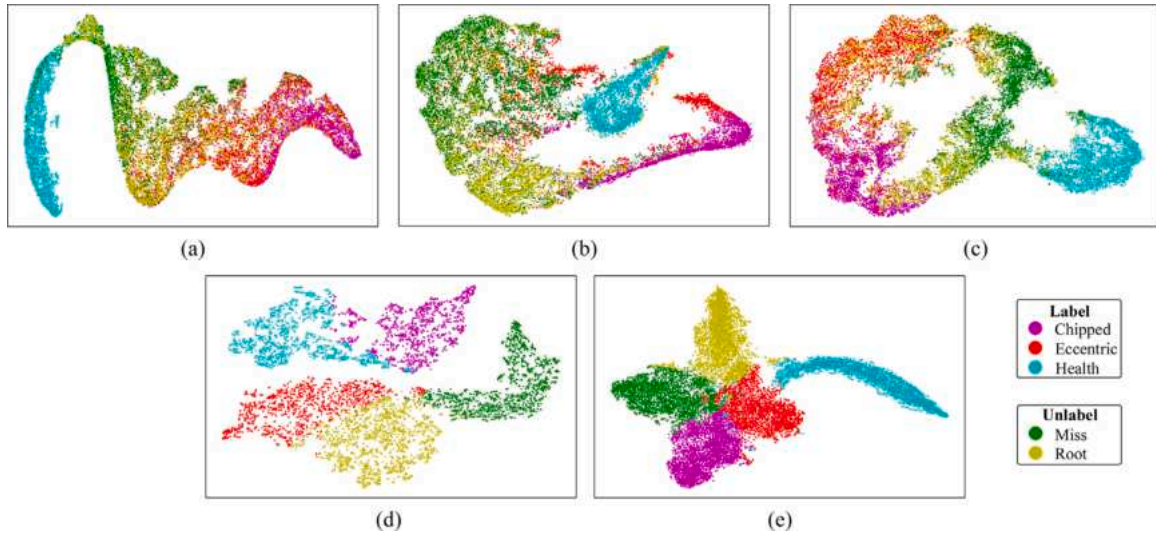 (a)
(b)
(c)
Label
Chipped
Eccentric
Health
Unlabel
Miss
Root
(d)
(e)